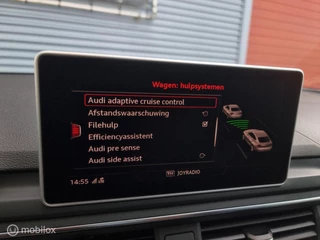 Wagen: hulpsystemen
Audi adaptive cruise control
Afstandswaarschuwing
Filehulp
Efficiencyassistent
Audi pre sense
Audi side assist
14:55
JOYRADIO
mobilox